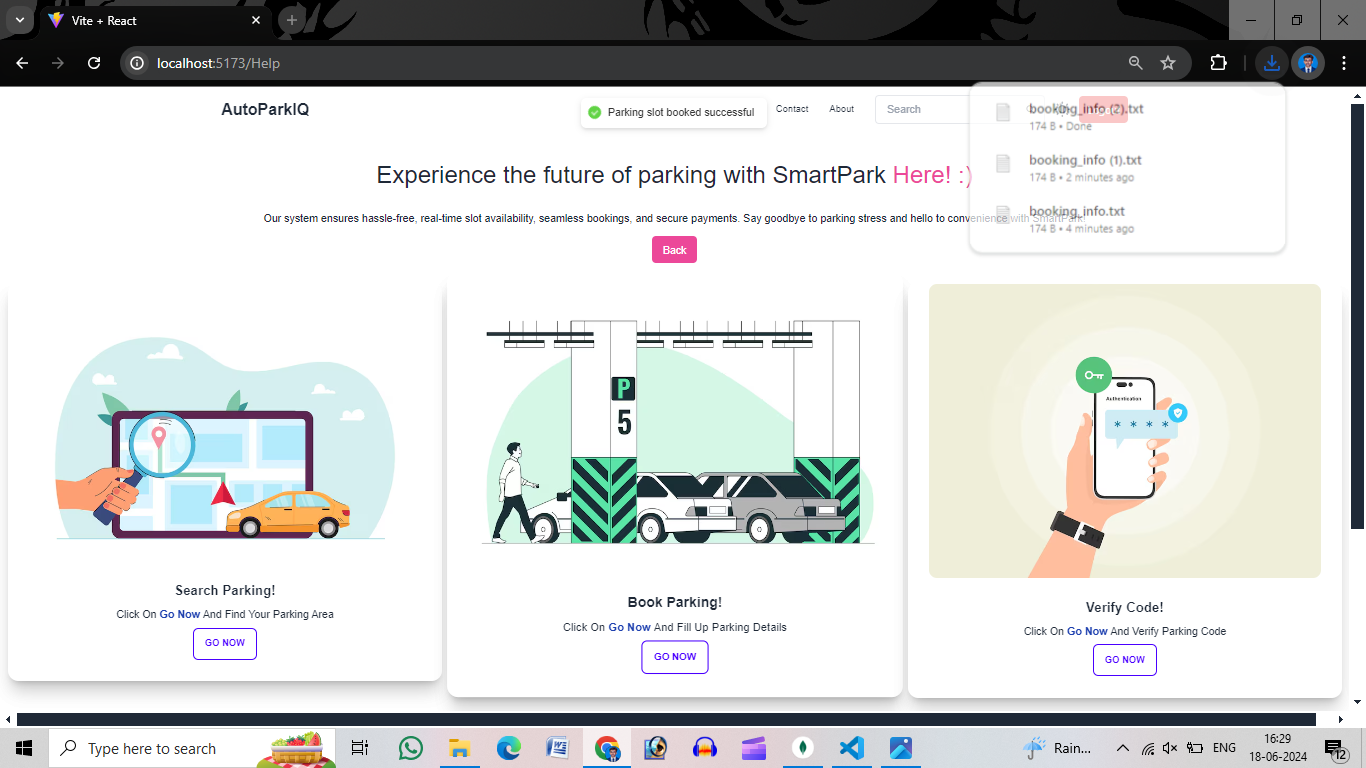 Vite + React
localhost:5173/Help
AutoParkIQ
Parking slot booked successful
Contact
About
Search
booking_info (2).txt
174 B • Done
booking_info (1).txt
174 B • 2 minutes ago
booking_info.txt
174 B • 4 minutes ago
Experience the future of parking with SmartPark Here! :)
Our system ensures hassle-free, real-time slot availability, seamless bookings, and secure payments. Say goodbye to parking stress and hello to convenience with SmartPark!
Back
P
5
Authentication
* * * *
Search Parking!
Click On Go Now And Find Your Parking Area
GO NOW
Book Parking!
Click On Go Now And Fill Up Parking Details
GO NOW
Verify Code!
Click On Go Now And Verify Parking Code
GO NOW
Type here to search
Rain...
ENG
16:29
18-06-2024
12